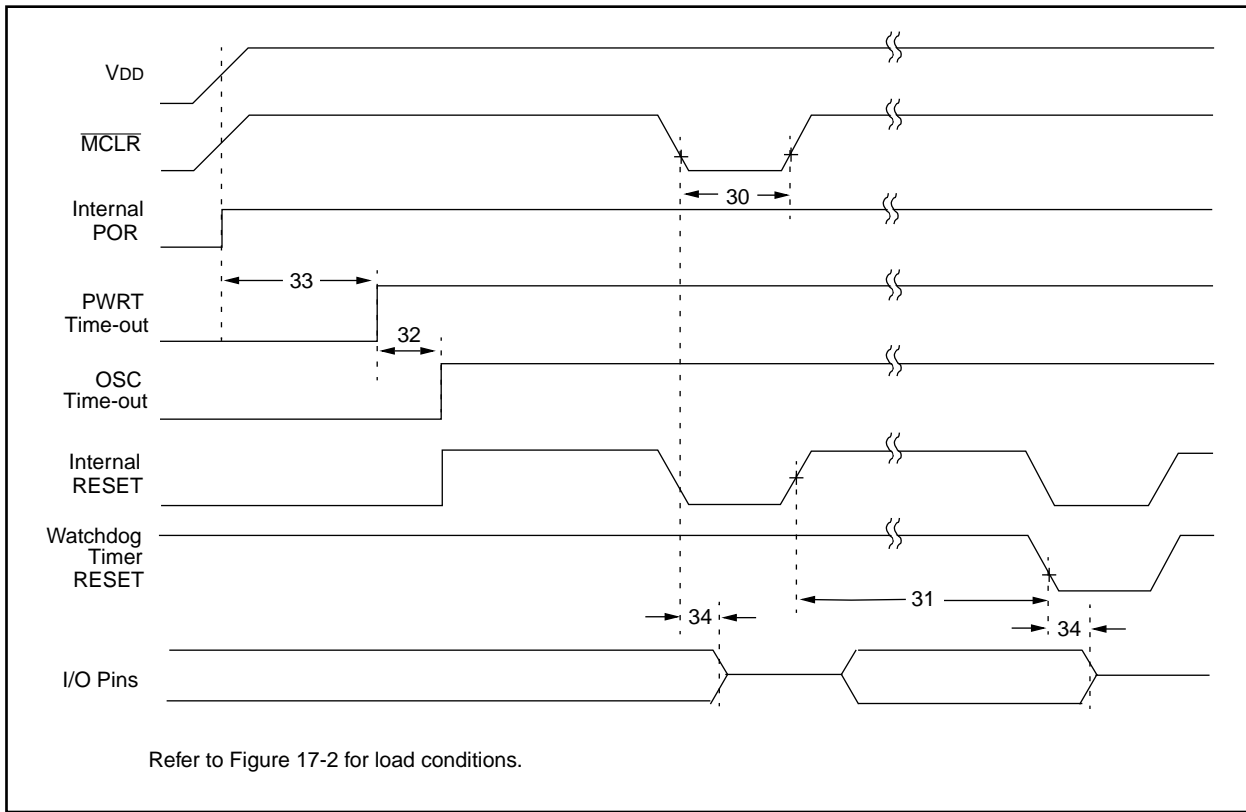 VDD
MCLR
Internal
POR
30
33
PWRT
Time-out
32
OSC
Time-out
Internal
RESET
Watchdog
Timer
RESET
31
34
34
I/O Pins
Refer to Figure 17-2 for load conditions.